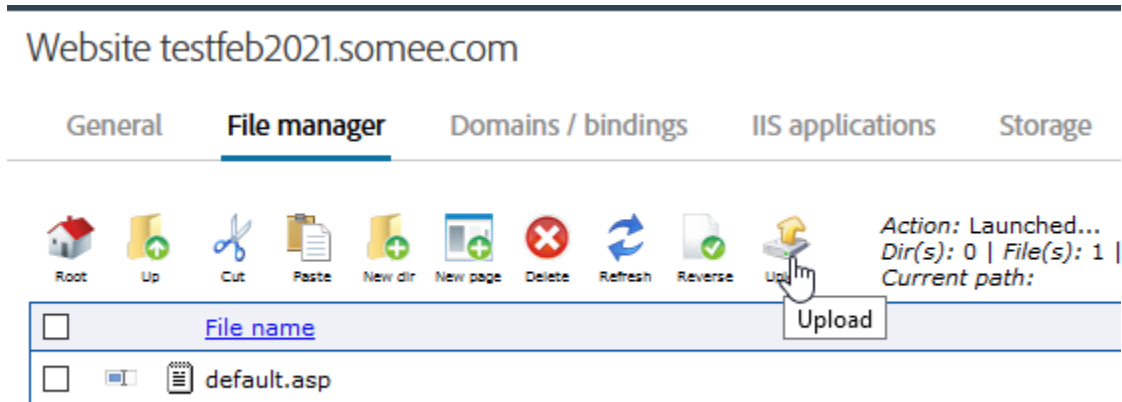 Website testfeb2021.somee.com
General File manager Domains / bindings IIS applications Storage
Action: Launched...
Dir(s): 0 | File(s): 1 |
Current path:
Root Up Cut Paste New dir New page Delete Refresh Reverse
Upload
File name
default.asp